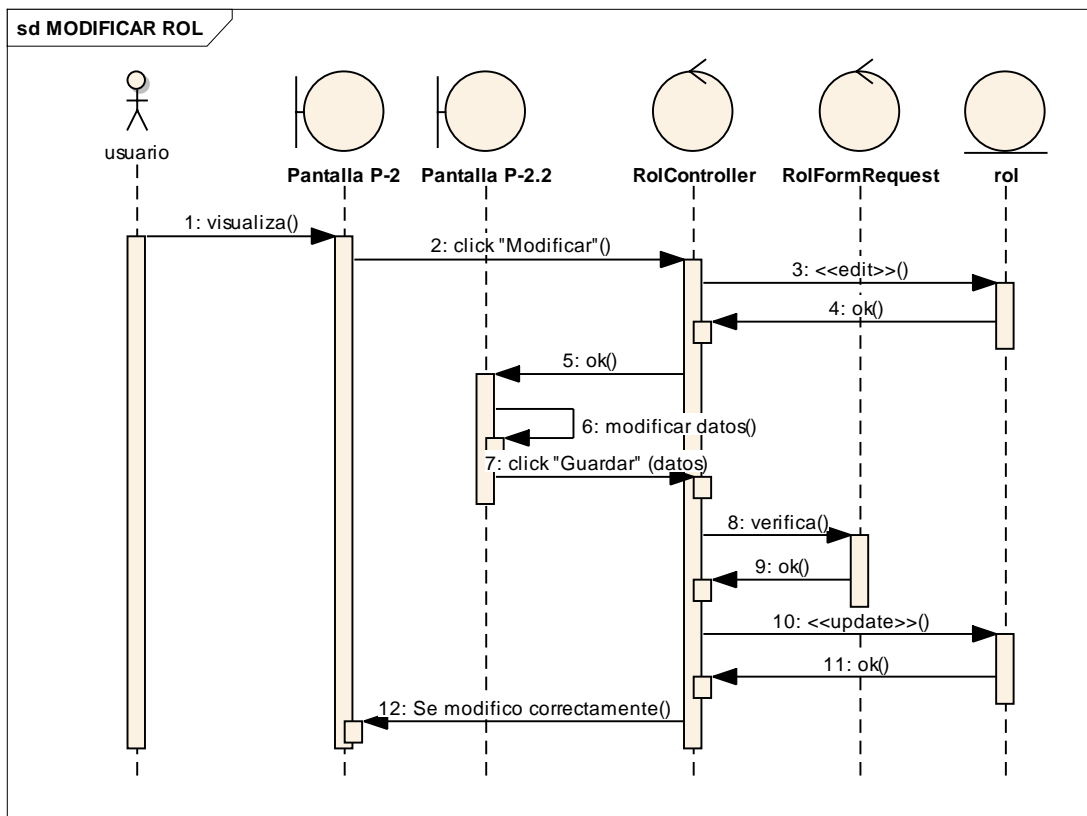 sd MODIFICAR ROL
usuario
Pantalla P-2
Pantalla P-2.2
RolController
RolFormRequest
rol
1: visualiza()
2: click "Modificar"()
3: <<edit>>()
4: ok()
5: ok()
6: modificar datos()
7: click "Guardar" (datos)
8: verifica()
9: ok()
10: <<update>>()
11: ok()
12: Se modifico correctamente()